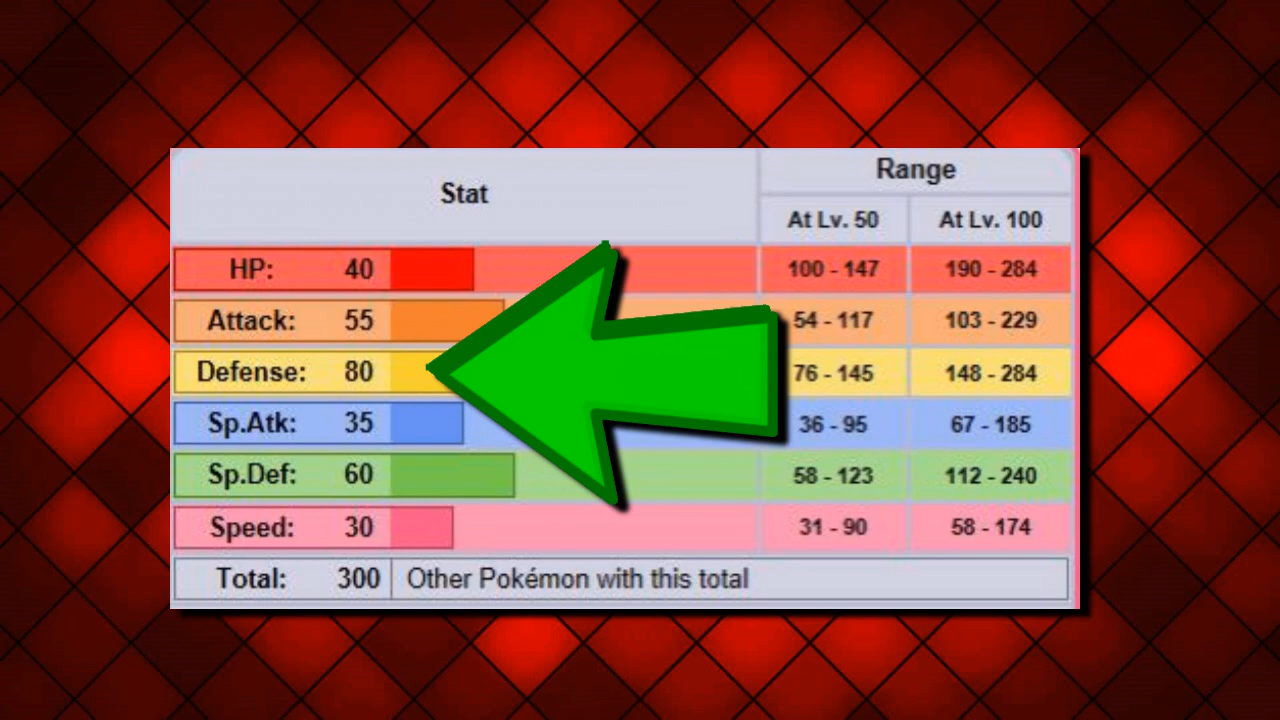 Stat
Range
At Lv. 50 At Lv. 100
HP: 40 100 - 147 190 - 284
Attack: 55 54 - 117 103 - 229
Defense: 80 76 - 145 148 - 284
Sp.Atk: 35 36 - 95 67 - 185
Sp.Def: 60 58 - 123 112 - 240
Speed: 30 31 - 90 58 - 174
Total: 300 Other Pokémon with this total